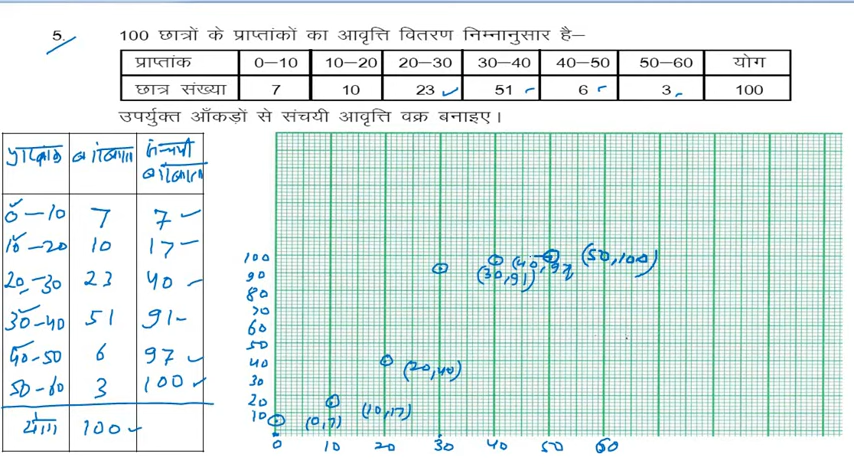 5. 100 छात्रों के प्राप्तांकों का आवृत्ति वितरण निम्नानुसार है–
प्राप्तांक 0–10 10–20 20–30 30–40 40–50 50–60 योग
छात्र संख्या 7 10 23 51 6 3 100
उपर्युक्त आँकड़ों से संचयी आवृत्ति वक्र बनाइए।
0–10 7 7
10–20 10 17
20–30 23 40
30–40 51 91
40–50 6 97
50–60 3 100
योग 100
100
90
80
70
60
50
40
30
20
10
(50,100)
(40,97)
(30,91)
(20,40)
(10,17)
(0,7)
0 10 20 30 40 50 60